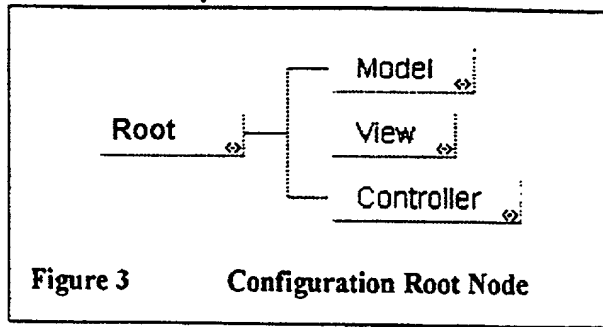 Model
Root
View
Controller
Figure 3 Configuration Root Node